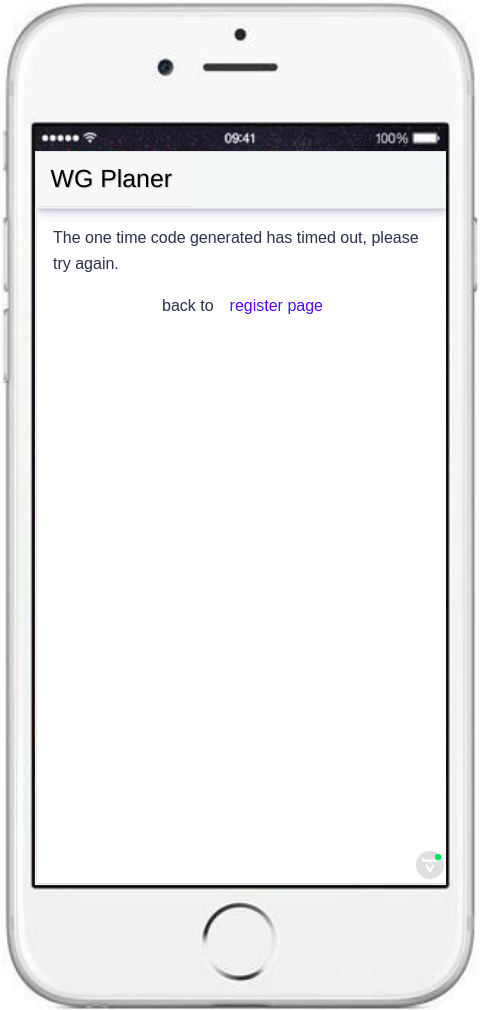 09:41 100%
WG Planer
The one time code generated has timed out, please
try again.
back to register page